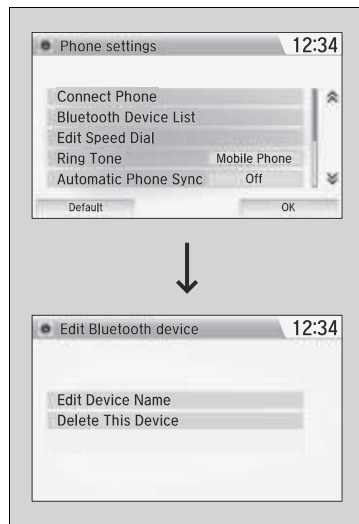 Phone settings 12:34
Connect Phone
Bluetooth Device List
Edit Speed Dial
Ring Tone Mobile Phone
Automatic Phone Sync Off
Default OK
Edit Bluetooth device 12:34
Edit Device Name
Delete This Device